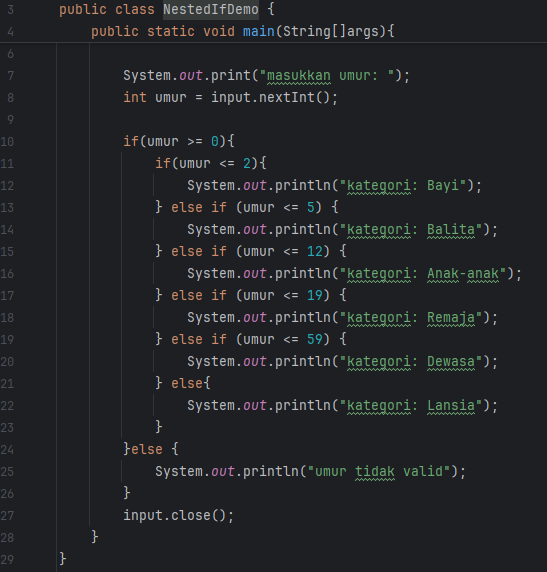 3 public class NestedIfDemo {
4 public static void main(String[]args){
6
7 System.out.print("masukkan umur: ");
8 int umur = input.nextInt();
9
10 if(umur >= 0){
11 if(umur <= 2){
12 System.out.println("kategori: Bayi");
13 } else if (umur <= 5) {
14 System.out.println("kategori: Balita");
15 } else if (umur <= 12) {
16 System.out.println("kategori: Anak-anak");
17 } else if (umur <= 19) {
18 System.out.println("kategori: Remaja");
19 } else if (umur <= 59) {
20 System.out.println("kategori: Dewasa");
21 } else{
22 System.out.println("kategori: Lansia");
23 }
24 }else {
25 System.out.println("umur tidak valid");
26 }
27 input.close();
28 }
29 }